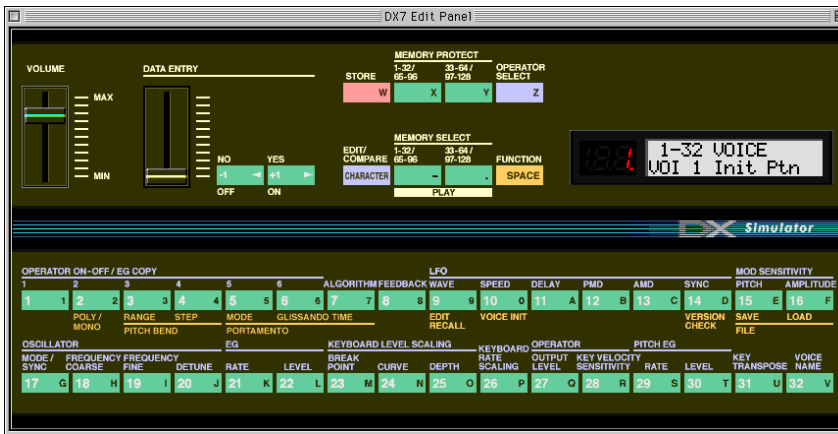 DX7 Edit Panel
VOLUME
MAX
MIN
DATA ENTRY
NO YES
-1 +1
OFF ON
MEMORY PROTECT
STORE 1-32/ 65-96 33-64/ 97-128 OPERATOR SELECT
W X Y Z
MEMORY SELECT
EDIT/ COMPARE 1-32/ 65-96 33-64/ 97-128 FUNCTION
CHARACTER - . SPACE
PLAY
1.
1-32 VOICE
VOI 1 Init Ptn
DX Simulator
OPERATOR ON-OFF / EG COPY LFO MOD SENSITIVITY
1 2 3 4 5 6 ALGORITHM FEEDBACK WAVE SPEED DELAY PMD AMD SYNC PITCH AMPLITUDE
1 1 2 2 3 3 4 4 5 5 6 6 7 7 8 8 9 9 10 0 11 A 12 B 13 C 14 D 15 E 16 F
POLY / MONO RANGE STEP MODE GLISSANDO TIME EDIT RECALL VOICE INIT VERSION CHECK SAVE LOAD
PITCH BEND PORTAMENTO FILE
OSCILLATOR EG KEYBOARD LEVEL SCALING OPERATOR PITCH EG
MODE / SYNC FREQUENCY COARSE FREQUENCY FINE DETUNE RATE LEVEL BREAK POINT CURVE DEPTH KEYBOARD RATE SCALING OUTPUT LEVEL KEY VELOCITY SENSITIVITY RATE LEVEL KEY TRANSPOSE VOICE NAME
17 G 18 H 19 I 20 J 21 K 22 L 23 M 24 N 25 O 26 P 27 Q 28 R 29 S 30 T 31 U 32 V